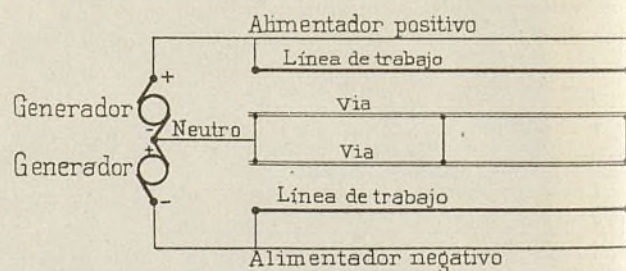 Alimentador positivo
+
Línea de trabajo
Generador
Via
-
Neutro
+
Via
Generador
-
Línea de trabajo
Alimentador negativo